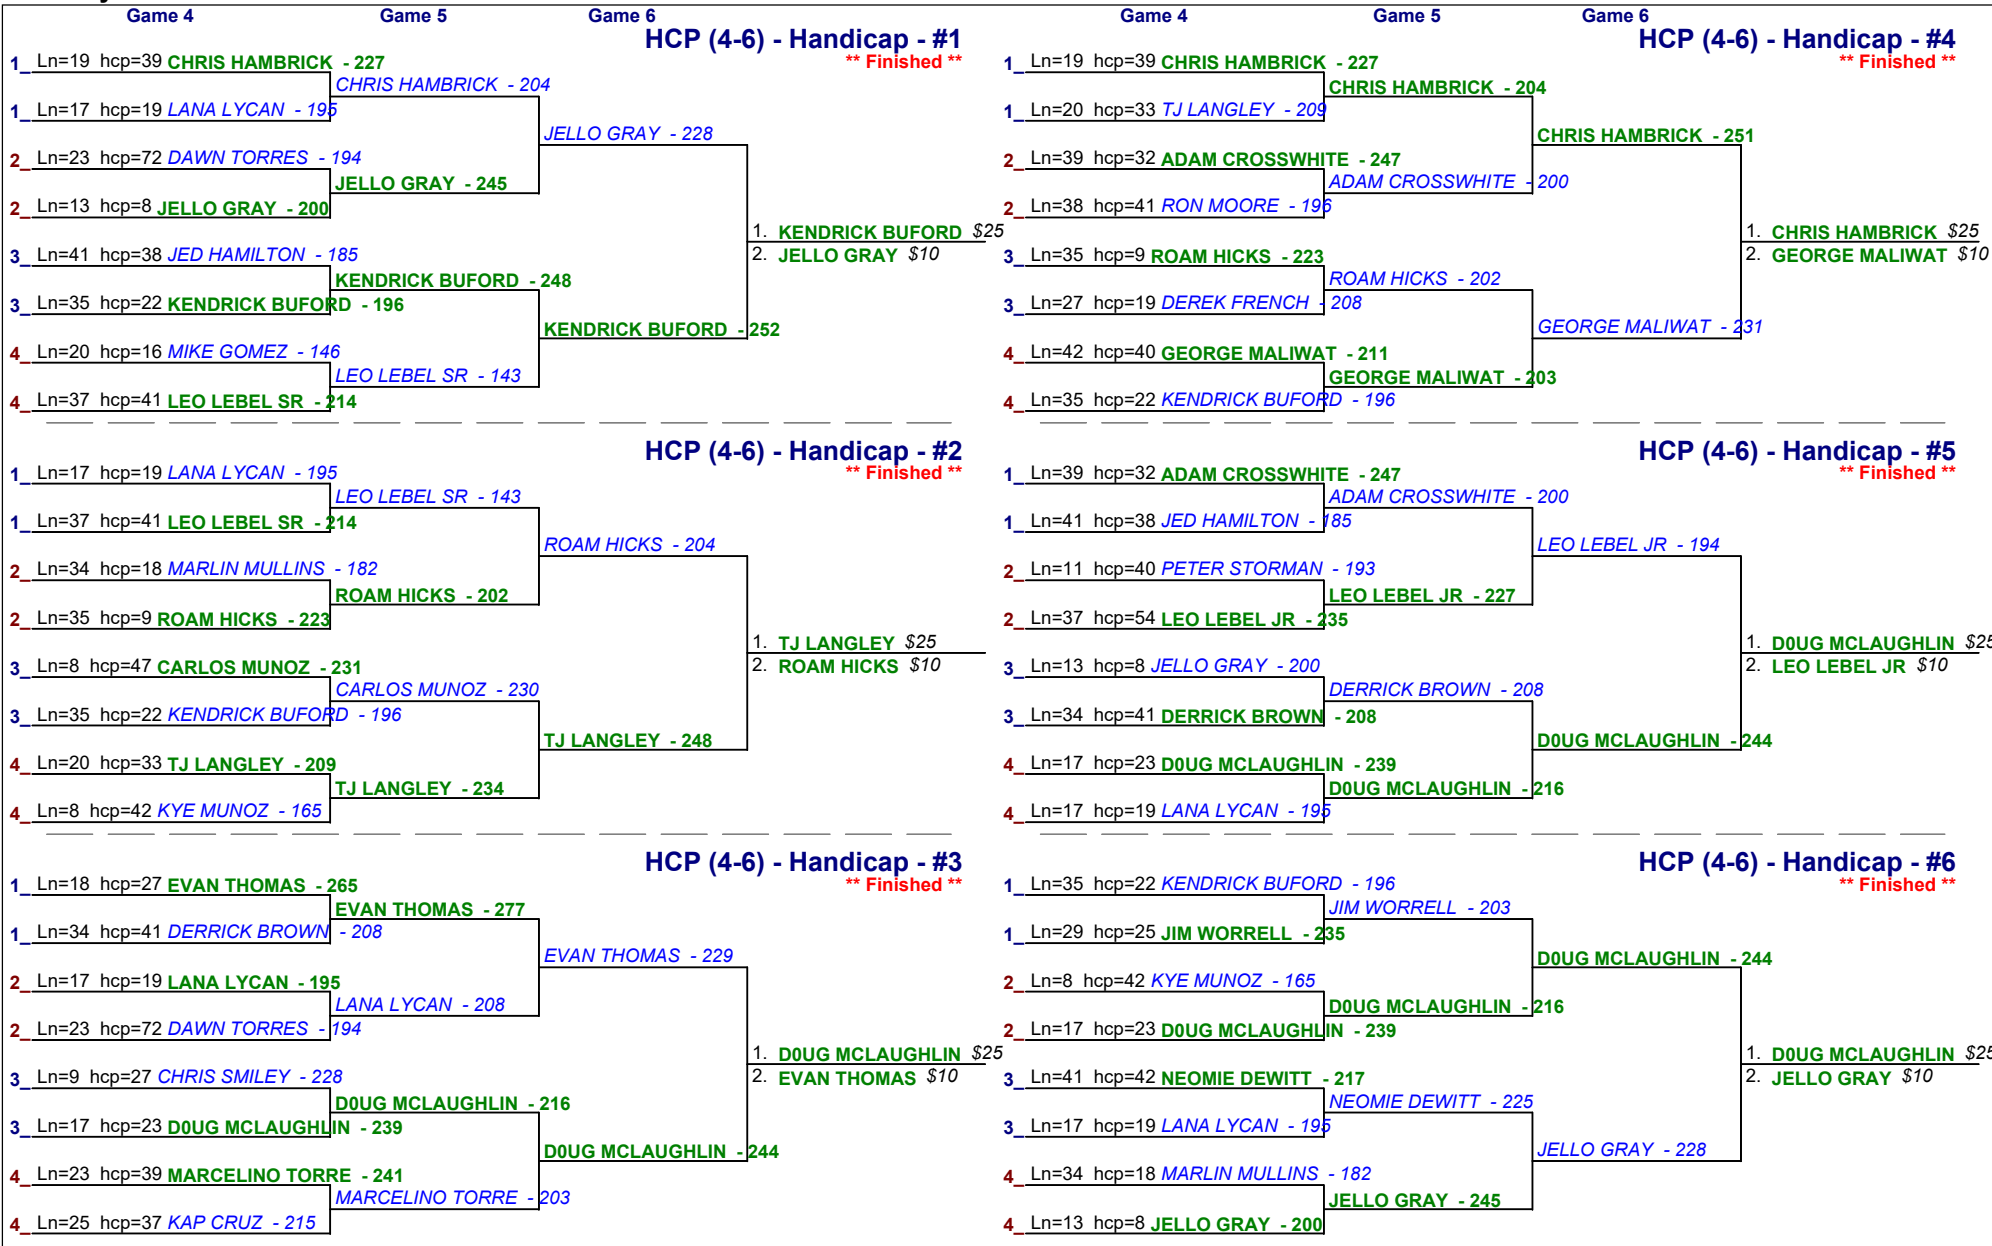 Game 4 Game 5 Game 6
HCP (4-6) - Handicap - #1
** Finished **
1_ Ln=19 hcp=39 CHRIS HAMBRICK - 227
CHRIS HAMBRICK - 204
1_ Ln=17 hcp=19 LANA LYCAN - 195
JELLO GRAY - 228
2_ Ln=23 hcp=72 DAWN TORRES - 194
JELLO GRAY - 245
2_ Ln=13 hcp=8 JELLO GRAY - 200
1. KENDRICK BUFORD $25
2. JELLO GRAY $10
3_ Ln=41 hcp=38 JED HAMILTON - 185
KENDRICK BUFORD - 248
3_ Ln=35 hcp=22 KENDRICK BUFORD - 196
KENDRICK BUFORD - 252
4_ Ln=20 hcp=16 MIKE GOMEZ - 146
LEO LEBEL SR - 143
4_ Ln=37 hcp=41 LEO LEBEL SR - 214
HCP (4-6) - Handicap - #2
** Finished **
1_ Ln=17 hcp=19 LANA LYCAN - 195
LEO LEBEL SR - 143
1_ Ln=37 hcp=41 LEO LEBEL SR - 214
ROAM HICKS - 204
2_ Ln=34 hcp=18 MARLIN MULLINS - 182
ROAM HICKS - 202
2_ Ln=35 hcp=9 ROAM HICKS - 223
1. TJ LANGLEY $25
2. ROAM HICKS $10
3_ Ln=8 hcp=47 CARLOS MUNOZ - 231
CARLOS MUNOZ - 230
3_ Ln=35 hcp=22 KENDRICK BUFORD - 196
TJ LANGLEY - 248
4_ Ln=20 hcp=33 TJ LANGLEY - 209
TJ LANGLEY - 234
4_ Ln=8 hcp=42 KYE MUNOZ - 165
HCP (4-6) - Handicap - #3
** Finished **
1_ Ln=18 hcp=27 EVAN THOMAS - 265
EVAN THOMAS - 277
1_ Ln=34 hcp=41 DERRICK BROWN - 208
EVAN THOMAS - 229
2_ Ln=17 hcp=19 LANA LYCAN - 195
LANA LYCAN - 208
2_ Ln=23 hcp=72 DAWN TORRES - 194
1. D0UG MCLAUGHLIN $25
2. EVAN THOMAS $10
3_ Ln=9 hcp=27 CHRIS SMILEY - 228
D0UG MCLAUGHLIN - 216
3_ Ln=17 hcp=23 D0UG MCLAUGHLIN - 239
D0UG MCLAUGHLIN - 244
4_ Ln=23 hcp=39 MARCELINO TORRE - 241
MARCELINO TORRE - 203
4_ Ln=25 hcp=37 KAP CRUZ - 215
Game 4 Game 5 Game 6
HCP (4-6) - Handicap - #4
** Finished **
1_ Ln=19 hcp=39 CHRIS HAMBRICK - 227
CHRIS HAMBRICK - 204
1_ Ln=20 hcp=33 TJ LANGLEY - 209
CHRIS HAMBRICK - 251
2_ Ln=39 hcp=32 ADAM CROSSWHITE - 247
ADAM CROSSWHITE - 200
2_ Ln=38 hcp=41 RON MOORE - 196
1. CHRIS HAMBRICK $25
2. GEORGE MALIWAT $10
3_ Ln=35 hcp=9 ROAM HICKS - 223
ROAM HICKS - 202
3_ Ln=27 hcp=19 DEREK FRENCH - 208
GEORGE MALIWAT - 231
4_ Ln=42 hcp=40 GEORGE MALIWAT - 211
GEORGE MALIWAT - 203
4_ Ln=35 hcp=22 KENDRICK BUFORD - 196
HCP (4-6) - Handicap - #5
** Finished **
1_ Ln=39 hcp=32 ADAM CROSSWHITE - 247
ADAM CROSSWHITE - 200
1_ Ln=41 hcp=38 JED HAMILTON - 185
LEO LEBEL JR - 194
2_ Ln=11 hcp=40 PETER STORMAN - 193
LEO LEBEL JR - 227
2_ Ln=37 hcp=54 LEO LEBEL JR - 235
1. D0UG MCLAUGHLIN $25
2. LEO LEBEL JR $10
3_ Ln=13 hcp=8 JELLO GRAY - 200
DERRICK BROWN - 208
3_ Ln=34 hcp=41 DERRICK BROWN - 208
D0UG MCLAUGHLIN - 244
4_ Ln=17 hcp=23 D0UG MCLAUGHLIN - 239
D0UG MCLAUGHLIN - 216
4_ Ln=17 hcp=19 LANA LYCAN - 195
HCP (4-6) - Handicap - #6
** Finished **
1_ Ln=35 hcp=22 KENDRICK BUFORD - 196
JIM WORRELL - 203
1_ Ln=29 hcp=25 JIM WORRELL - 235
D0UG MCLAUGHLIN - 244
2_ Ln=8 hcp=42 KYE MUNOZ - 165
D0UG MCLAUGHLIN - 216
2_ Ln=17 hcp=23 D0UG MCLAUGHLIN - 239
1. D0UG MCLAUGHLIN $25
2. JELLO GRAY $10
3_ Ln=41 hcp=42 NEOMIE DEWITT - 217
NEOMIE DEWITT - 225
3_ Ln=17 hcp=19 LANA LYCAN - 195
JELLO GRAY - 228
4_ Ln=34 hcp=18 MARLIN MULLINS - 182
JELLO GRAY - 245
4_ Ln=13 hcp=8 JELLO GRAY - 200